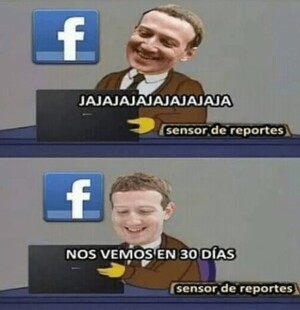 f
JAJAJAJAJAJAJAJAJA
sensor de reportes
f
NOS VEMOS EN 30 DÍAS
sensor de reportes